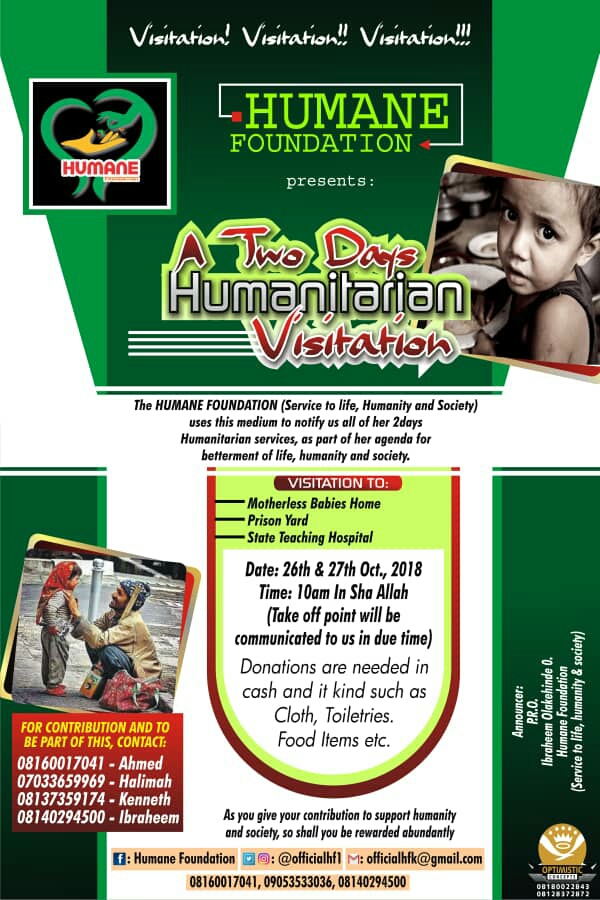 Visitation! Visitation!! Visitation!!!
HUMANE
HUMANE
FOUNDATION
presents:
A Two Days
Humanitarian
Visitation
The HUMANE FOUNDATION (Service to life, Humanity and Society)
uses this medium to notify us all of her 2days
Humanitarian services, as part of her agenda for
betterment of life, humanity and society.
VISITATION TO:
Motherless Babies Home
Prison Yard
State Teaching Hospital
Date: 26th & 27th Oct., 2018
Time: 10am In Sha Allah
(Take off point will be
communicated to us in due time)
Donations are needed in
cash and it kind such as
Cloth, Toiletries.
Food Items etc.
FOR CONTRIBUTION AND TO
BE PART OF THIS, CONTACT:
08160017041 - Ahmed
07033659969 - Halimah
08137359174 - Kenneth
08140294500 - Ibraheem
As you give your contribution to support humanity
and society, so shall you be rewarded abundantly
f : Humane Foundation : @officialhf1 M: officialhfk@gmail.com
08160017041, 09053533036, 08140294500
Announcer:
P.R.O.
Ibraheem Olakehinde O.
Humane Foundation
(Service to life, humanity & society)
OPTIMISTIC
CONCEPTS
08180022843
08128372872